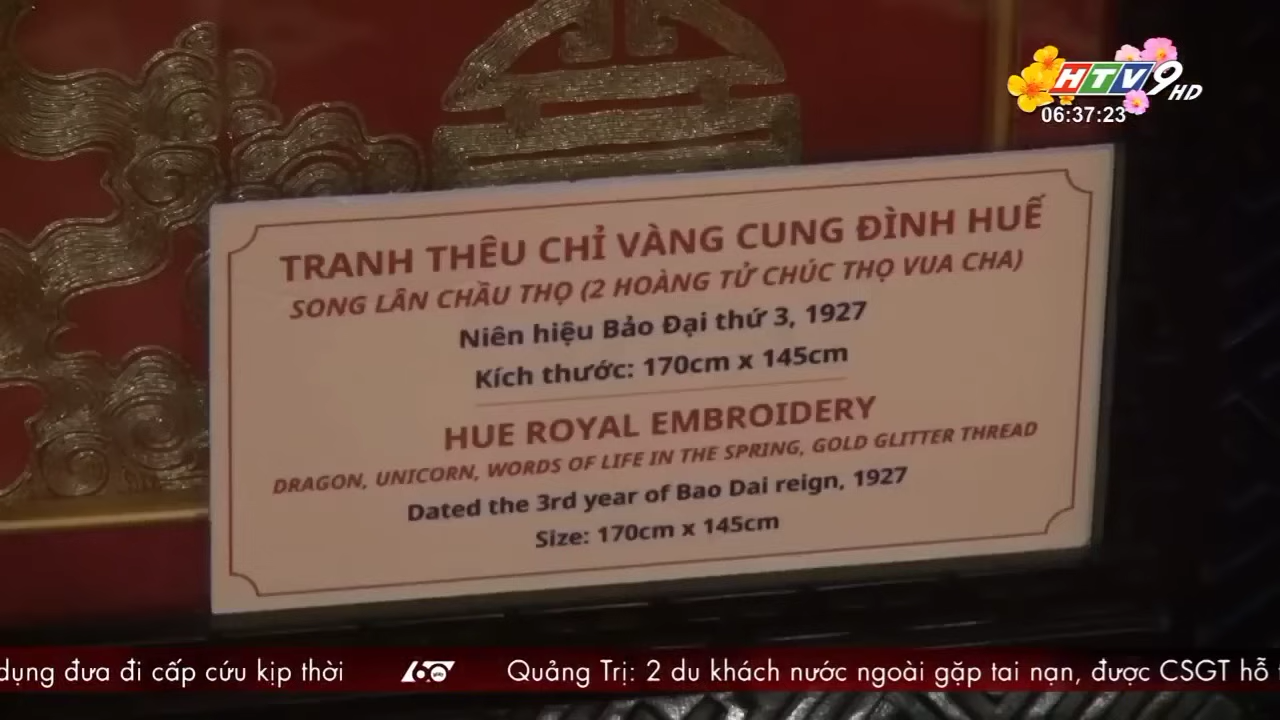 HTV9 HD
06:37:23
TRANH THÊU CHỈ VÀNG CUNG ĐÌNH HUẾ
SONG LÂN CHẦU THỌ (2 HOÀNG TỬ CHÚC THỌ VUA CHA)
Niên hiệu Bảo Đại thứ 3, 1927
Kích thước: 170cm x 145cm
HUE ROYAL EMBROIDERY
DRAGON, UNICORN, WORDS OF LIFE IN THE SPRING, GOLD GLITTER THREAD
Dated the 3rd year of Bao Dai reign, 1927
Size: 170cm x 145cm
dụng đưa đi cấp cứu kịp thời 60 giây Quảng Trị: 2 du khách nước ngoài gặp tai nạn, được CSGT hỗ